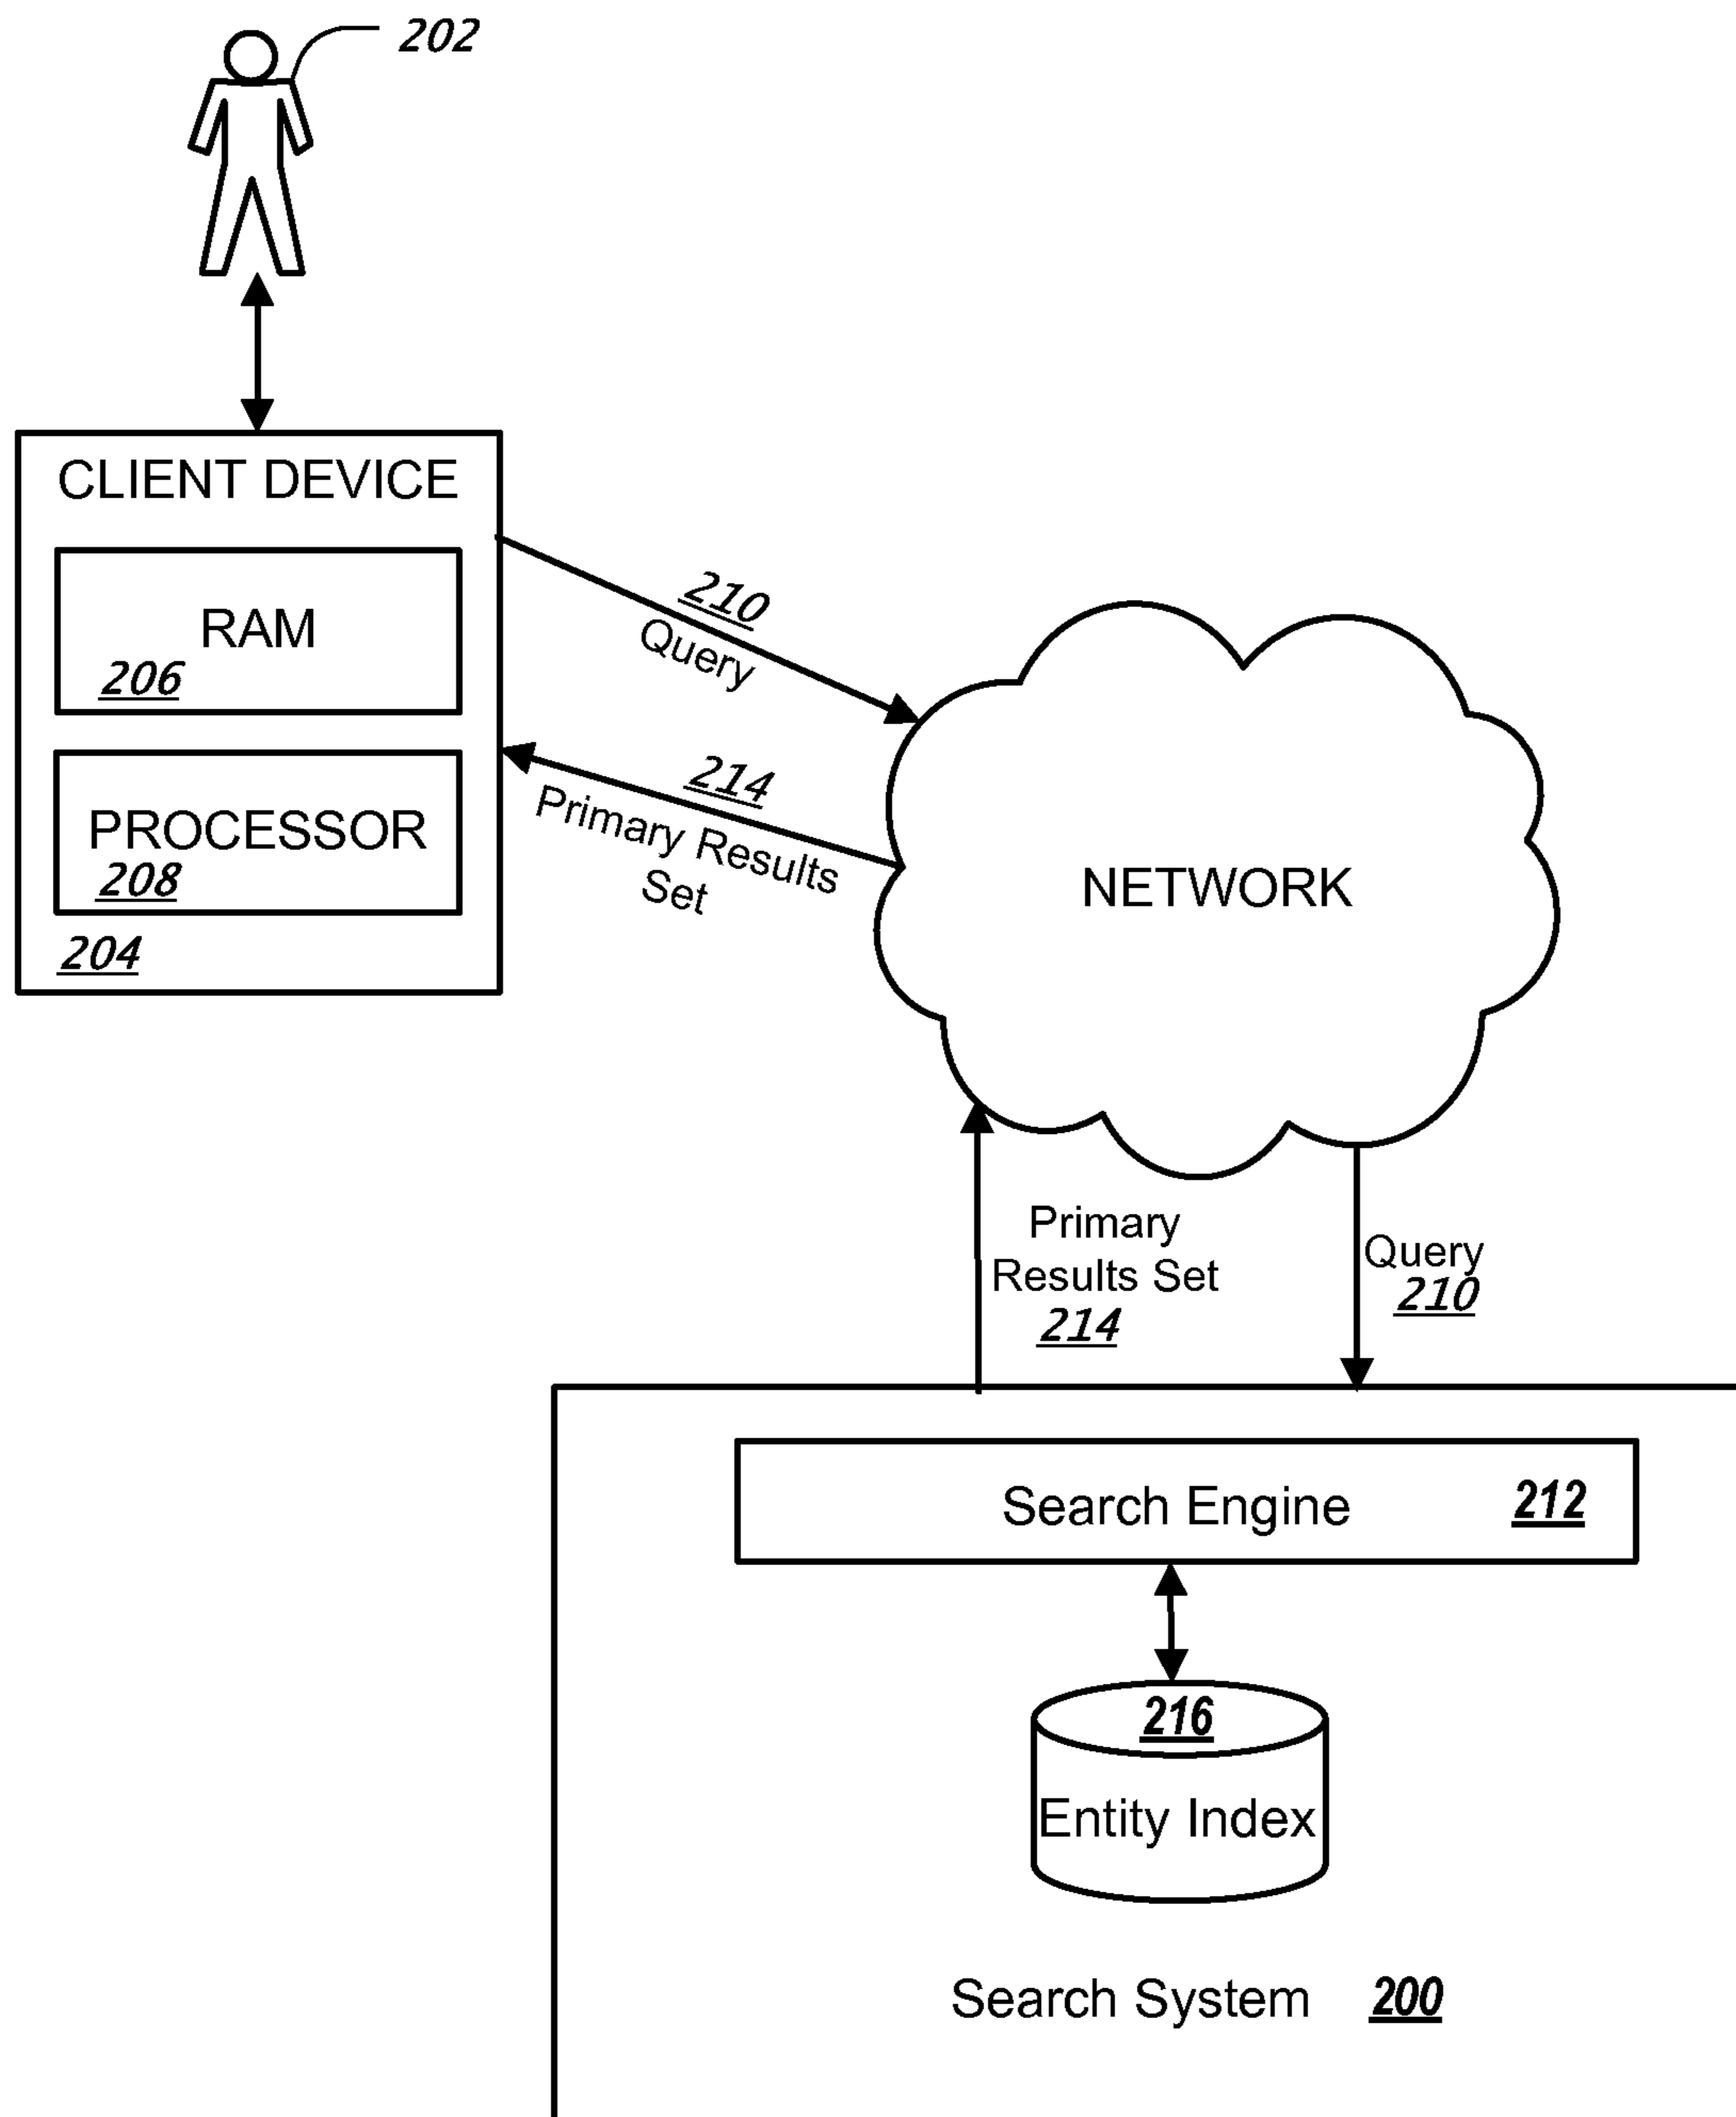 202
CLIENT DEVICE
RAM
206
PROCESSOR
208
204
210
Query
214
Primary Results
Set
NETWORK
Primary
Results Set
214
Query
210
Search Engine 212
216
Entity Index
Search System 200